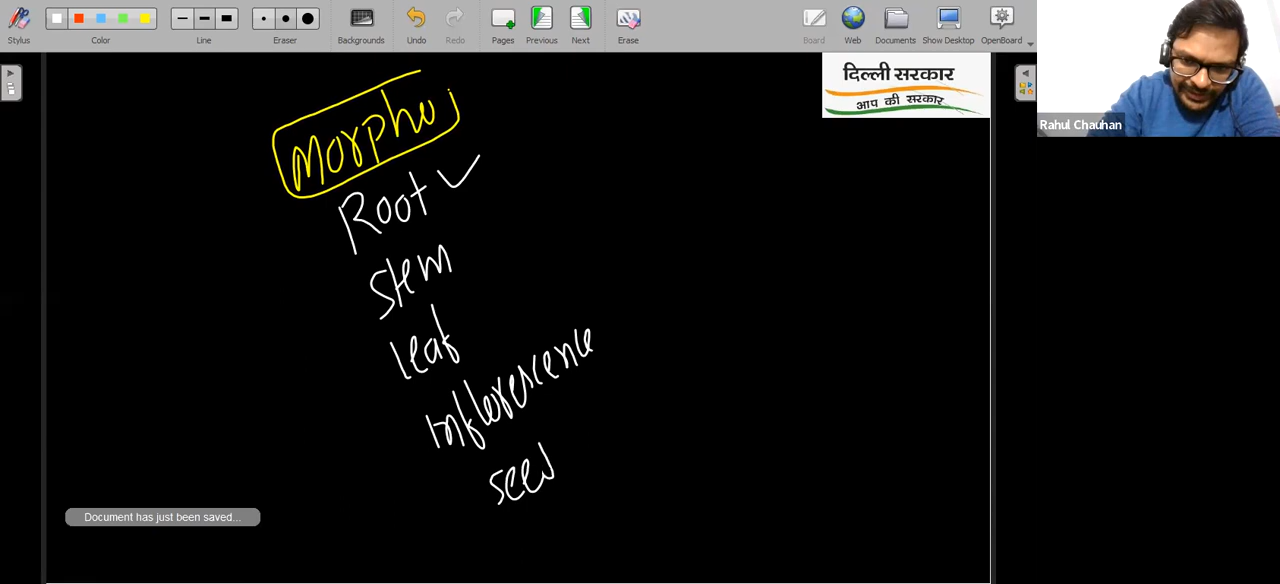 Stylus
Color
Line
Eraser
Backgrounds
Undo
Redo
Pages
Previous
Next
Erase
Board
Web
Documents
Show Desktop
OpenBoard
दिल्ली सरकार
आप की सरकार
Rahul Chauhan
Morpho
Root ✓
Stem
leaf
inflorescence
seed
Document has just been saved...